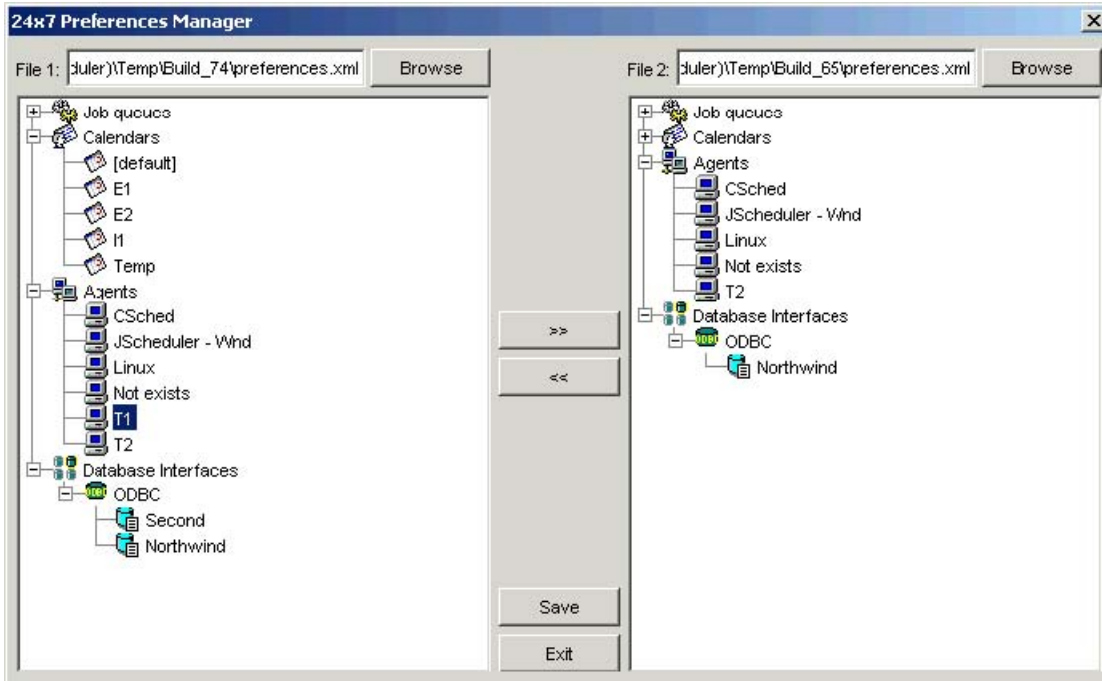 24x7 Preferences Manager
File 1: duler)\Temp\Build_74\preferences.xml Browse
File 2: duler)\Temp\Build_65\preferences.xml Browse
Job queues
Calendars
[default]
E1
E2
I1
Temp
Agents
CSched
JScheduler - Wnd
Linux
Not exists
T1
T2
Database Interfaces
ODBC
Second
Northwind
>>
<<
Save
Exit
Job queues
Calendars
Agents
CSched
JScheduler - Wnd
Linux
Not exists
T2
Database Interfaces
ODBC
Northwind